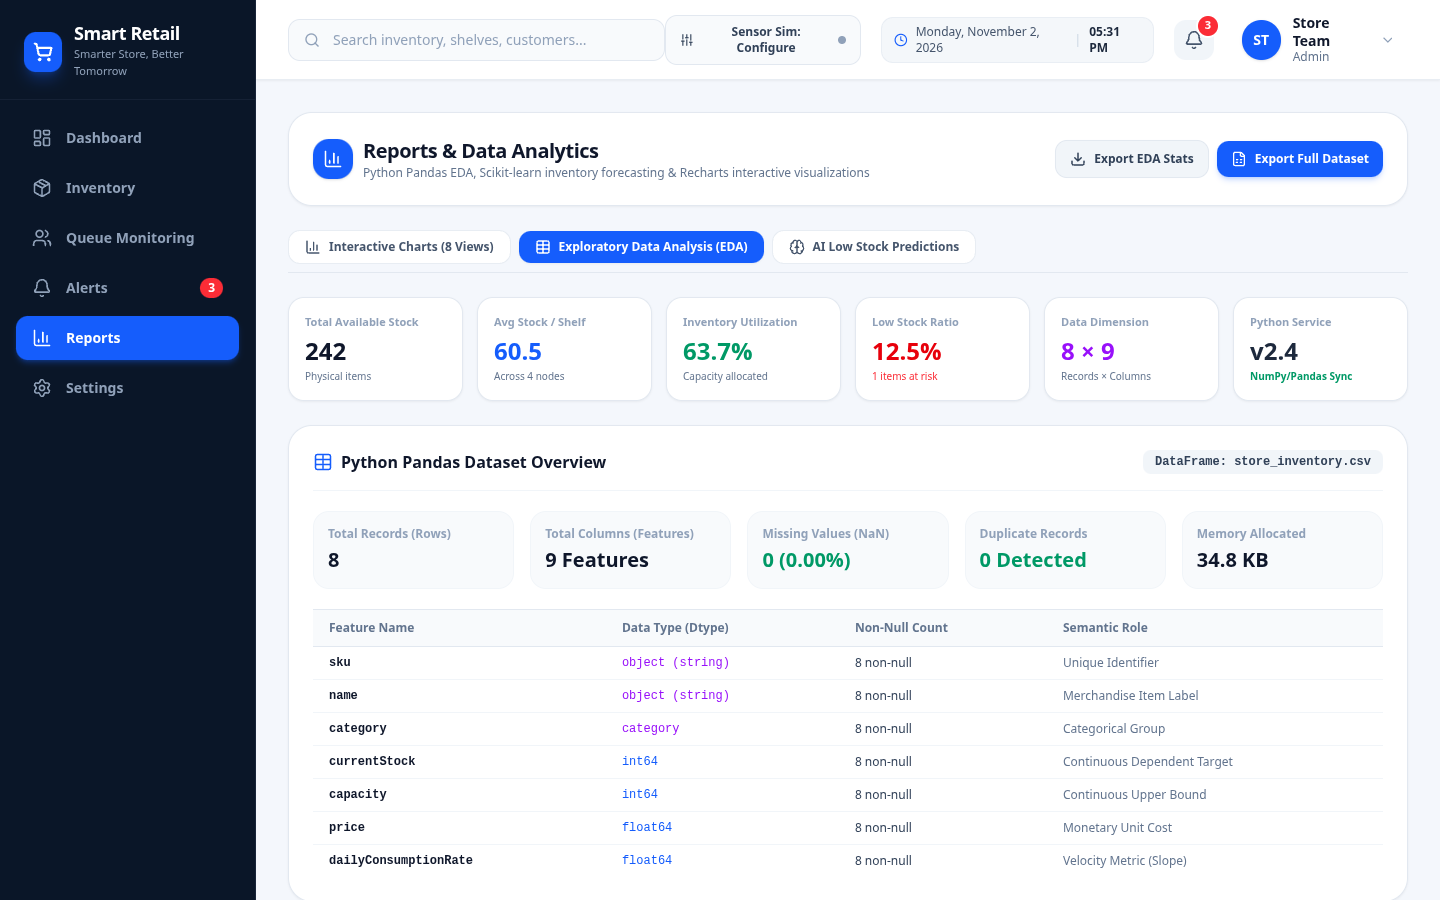 Smart Retail
Smarter Store, Better
Tomorrow
Dashboard
Inventory
Queue Monitoring
Alerts
3
Reports
Settings
Search inventory, shelves, customers...
Sensor Sim:
Configure
Monday, November 2,
2026
05:31
PM
3
ST
Store
Team
Admin
Reports & Data Analytics
Python Pandas EDA, Scikit-learn inventory forecasting & Recharts interactive visualizations
Export EDA Stats
Export Full Dataset
Interactive Charts (8 Views)
Exploratory Data Analysis (EDA)
AI Low Stock Predictions
Total Available Stock
242
Physical items
Avg Stock / Shelf
60.5
Across 4 nodes
Inventory Utilization
63.7%
Capacity allocated
Low Stock Ratio
12.5%
1 items at risk
Data Dimension
8 × 9
Records × Columns
Python Service
v2.4
NumPy/Pandas Sync
Python Pandas Dataset Overview
DataFrame: store_inventory.csv
Total Records (Rows)
8
Total Columns (Features)
9 Features
Missing Values (NaN)
0 (0.00%)
Duplicate Records
0 Detected
Memory Allocated
34.8 KB
Feature Name Data Type (Dtype) Non-Null Count Semantic Role
sku object (string) 8 non-null Unique Identifier
name object (string) 8 non-null Merchandise Item Label
category category 8 non-null Categorical Group
currentStock int64 8 non-null Continuous Dependent Target
capacity int64 8 non-null Continuous Upper Bound
price float64 8 non-null Monetary Unit Cost
dailyConsumptionRate float64 8 non-null Velocity Metric (Slope)